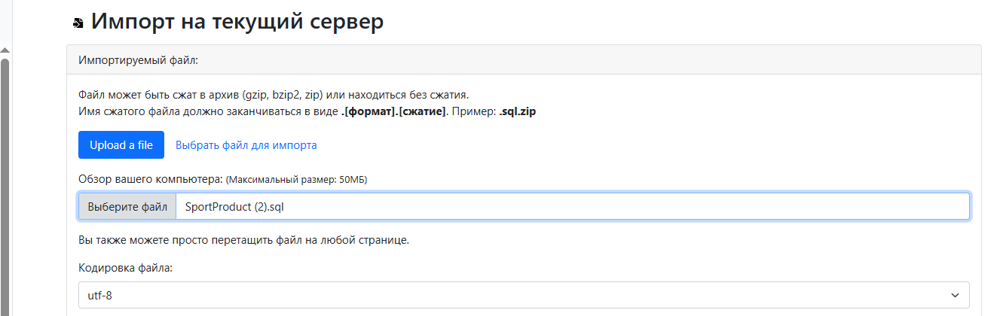 Импорт на текущий сервер
Импортируемый файл:
Файл может быть сжат в архив (gzip, bzip2, zip) или находиться без сжатия.
Имя сжатого файла должно заканчиваться в виде .[формат].[сжатие]. Пример: .sql.zip
Upload a file Выбрать файл для импорта
Обзор вашего компьютера: (Максимальный размер: 50МБ)
Выберите файл SportProduct (2).sql
Вы также можете просто перетащить файл на любой странице.
Кодировка файла:
utf-8